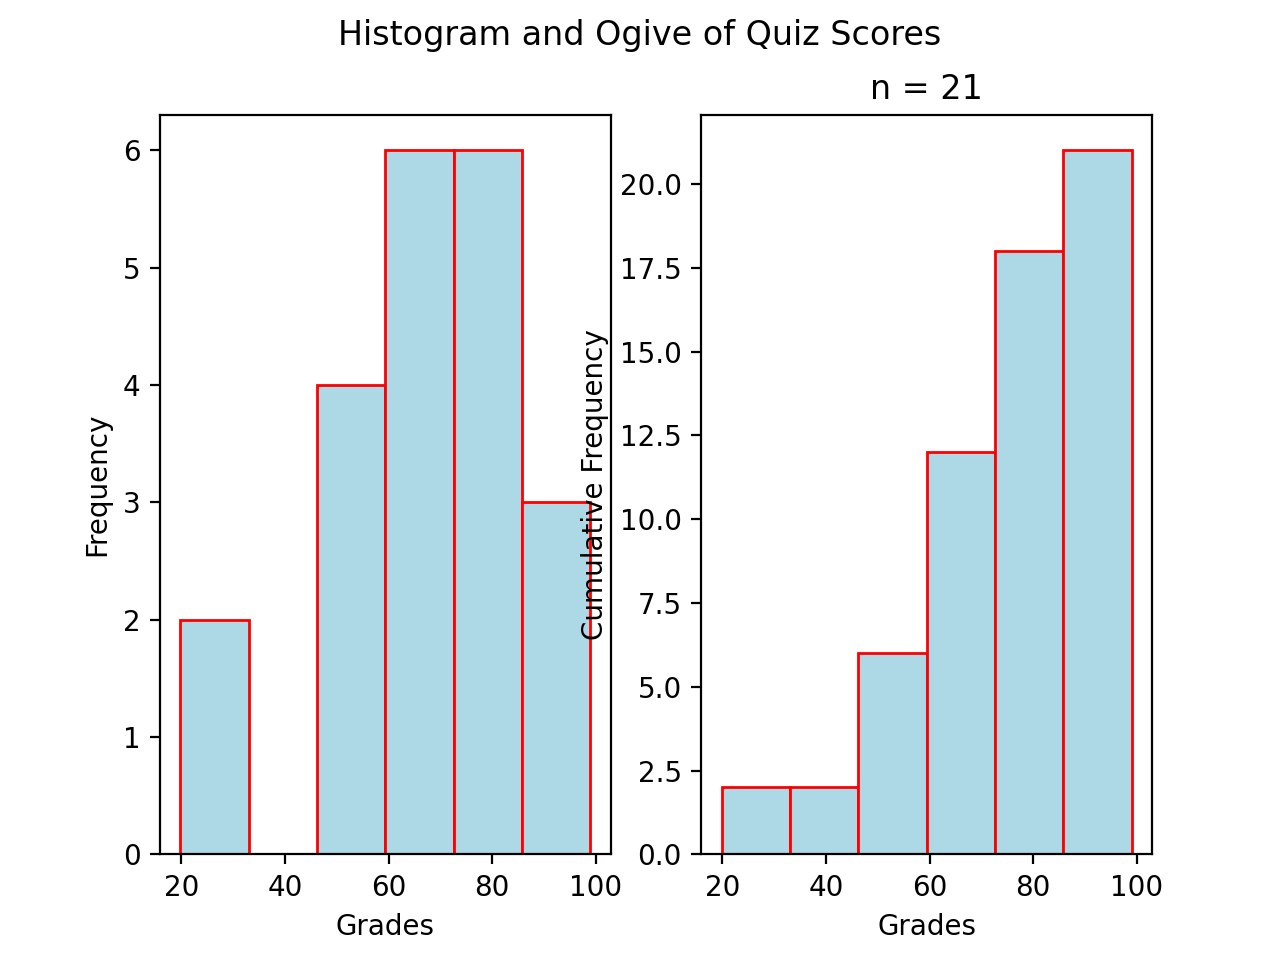 Histogram and Ogive of Quiz Scores
Frequency
6
5
4
3
2
1
0
20 40 60 80 100
Grades
n = 21
Cumulative Frequency
20.0
17.5
15.0
12.5
10.0
7.5
5.0
2.5
0.0
20 40 60 80 100
Grades